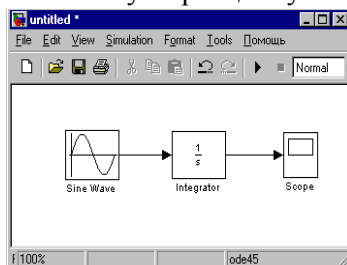 untitled *
File Edit View Simulation Format Tools Помощь
Normal
1
s
Sine Wave Integrator Scope
100% ode45